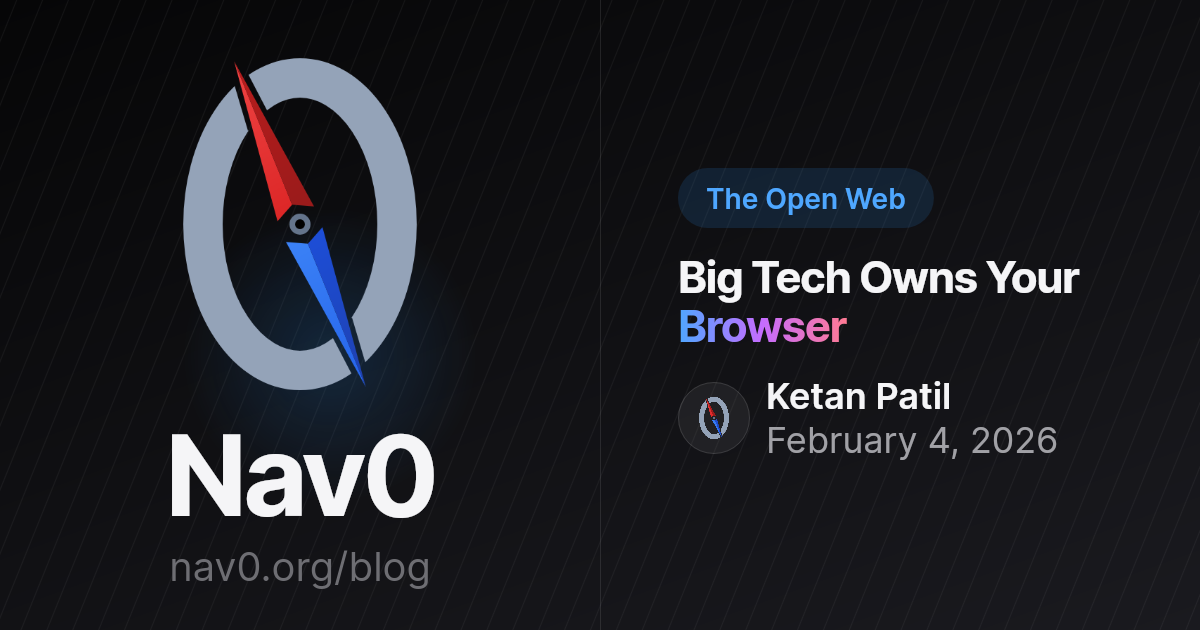 Nav0
nav0.org/blog
The Open Web
Big Tech Owns Your
Browser
Ketan Patil
February 4, 2026